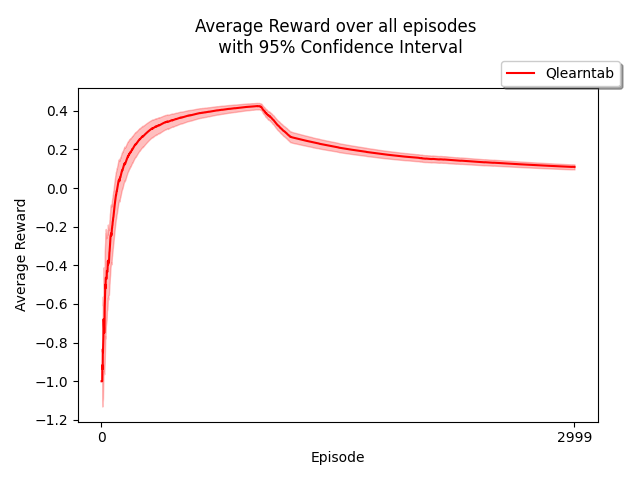 Average Reward over all episodes
with 95% Confidence Interval
Qlearntab
0.4
0.2
0.0
−0.2
−0.4
−0.6
−0.8
−1.0
−1.2
Average Reward
0
2999
Episode